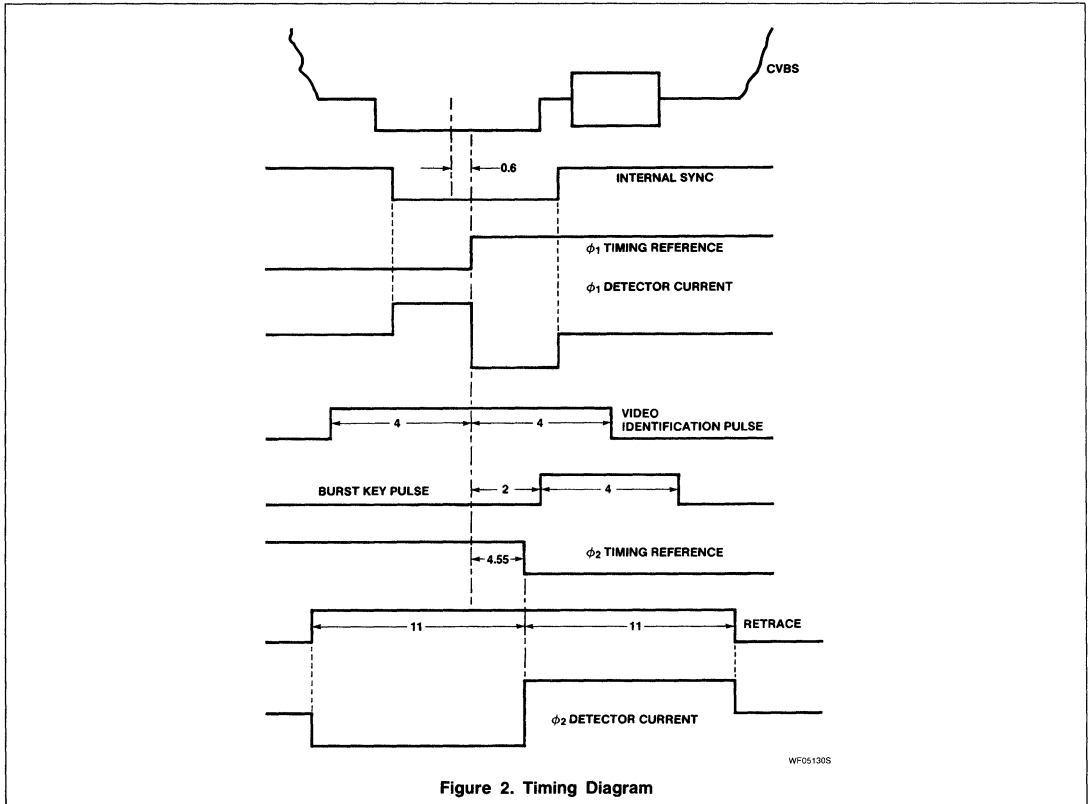 CVBS
0.6
INTERNAL SYNC
ϕ1 TIMING REFERENCE
ϕ1 DETECTOR CURRENT
4
4
VIDEO
IDENTIFICATION PULSE
BURST KEY PULSE
2
4
ϕ2 TIMING REFERENCE
4.55
11
11
RETRACE
ϕ2 DETECTOR CURRENT
WF05130S
Figure 2. Timing Diagram